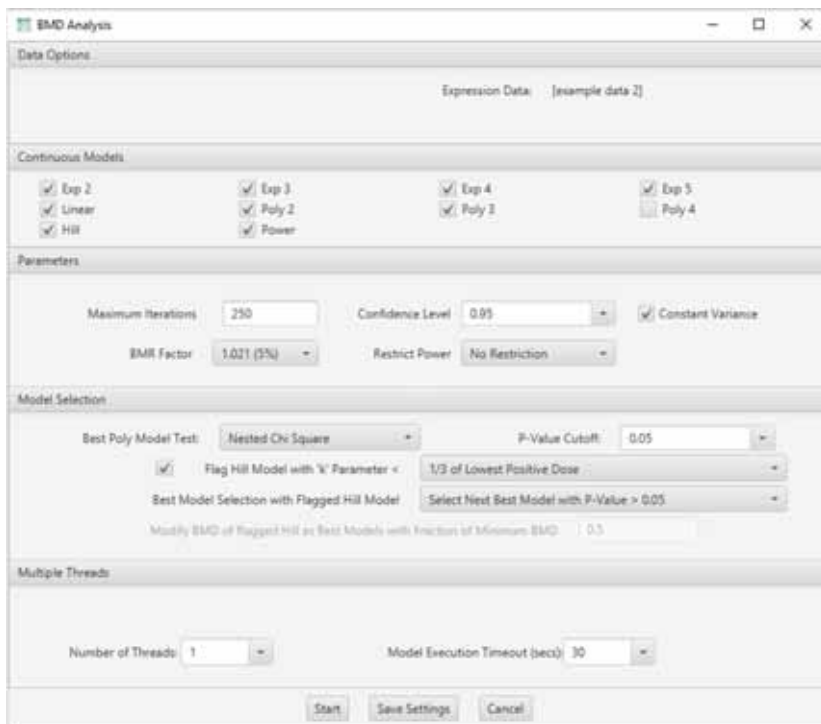 BMD Analysis
Data Options
Expression Data: [example data 2]
Continuous Models
Exp 2 Exp 3 Exp 4 Exp 5
Linear Poly 2 Poly 3 Poly 4
Hill Power
Parameters
Maximum Iterations 250 Confidence Level 0.95 Constant Variance
BMR Factor 1.021 (5%) Restrict Power No Restriction
Model Selection
Best Poly Model Test: Nested Chi Square P-Value Cutoff: 0.05
Flag Hill Model with 'k' Parameter < 1/3 of Lowest Positive Dose
Best Model Selection with Flagged Hill Model Select Next Best Model with P-Value > 0.05
Modify BMD of flagged Hill as Best Models with Fraction of Minimum BMD 0.5
Multiple Threads
Number of Threads: 1 Model Execution Timeout (secs): 30
Start Save Settings Cancel